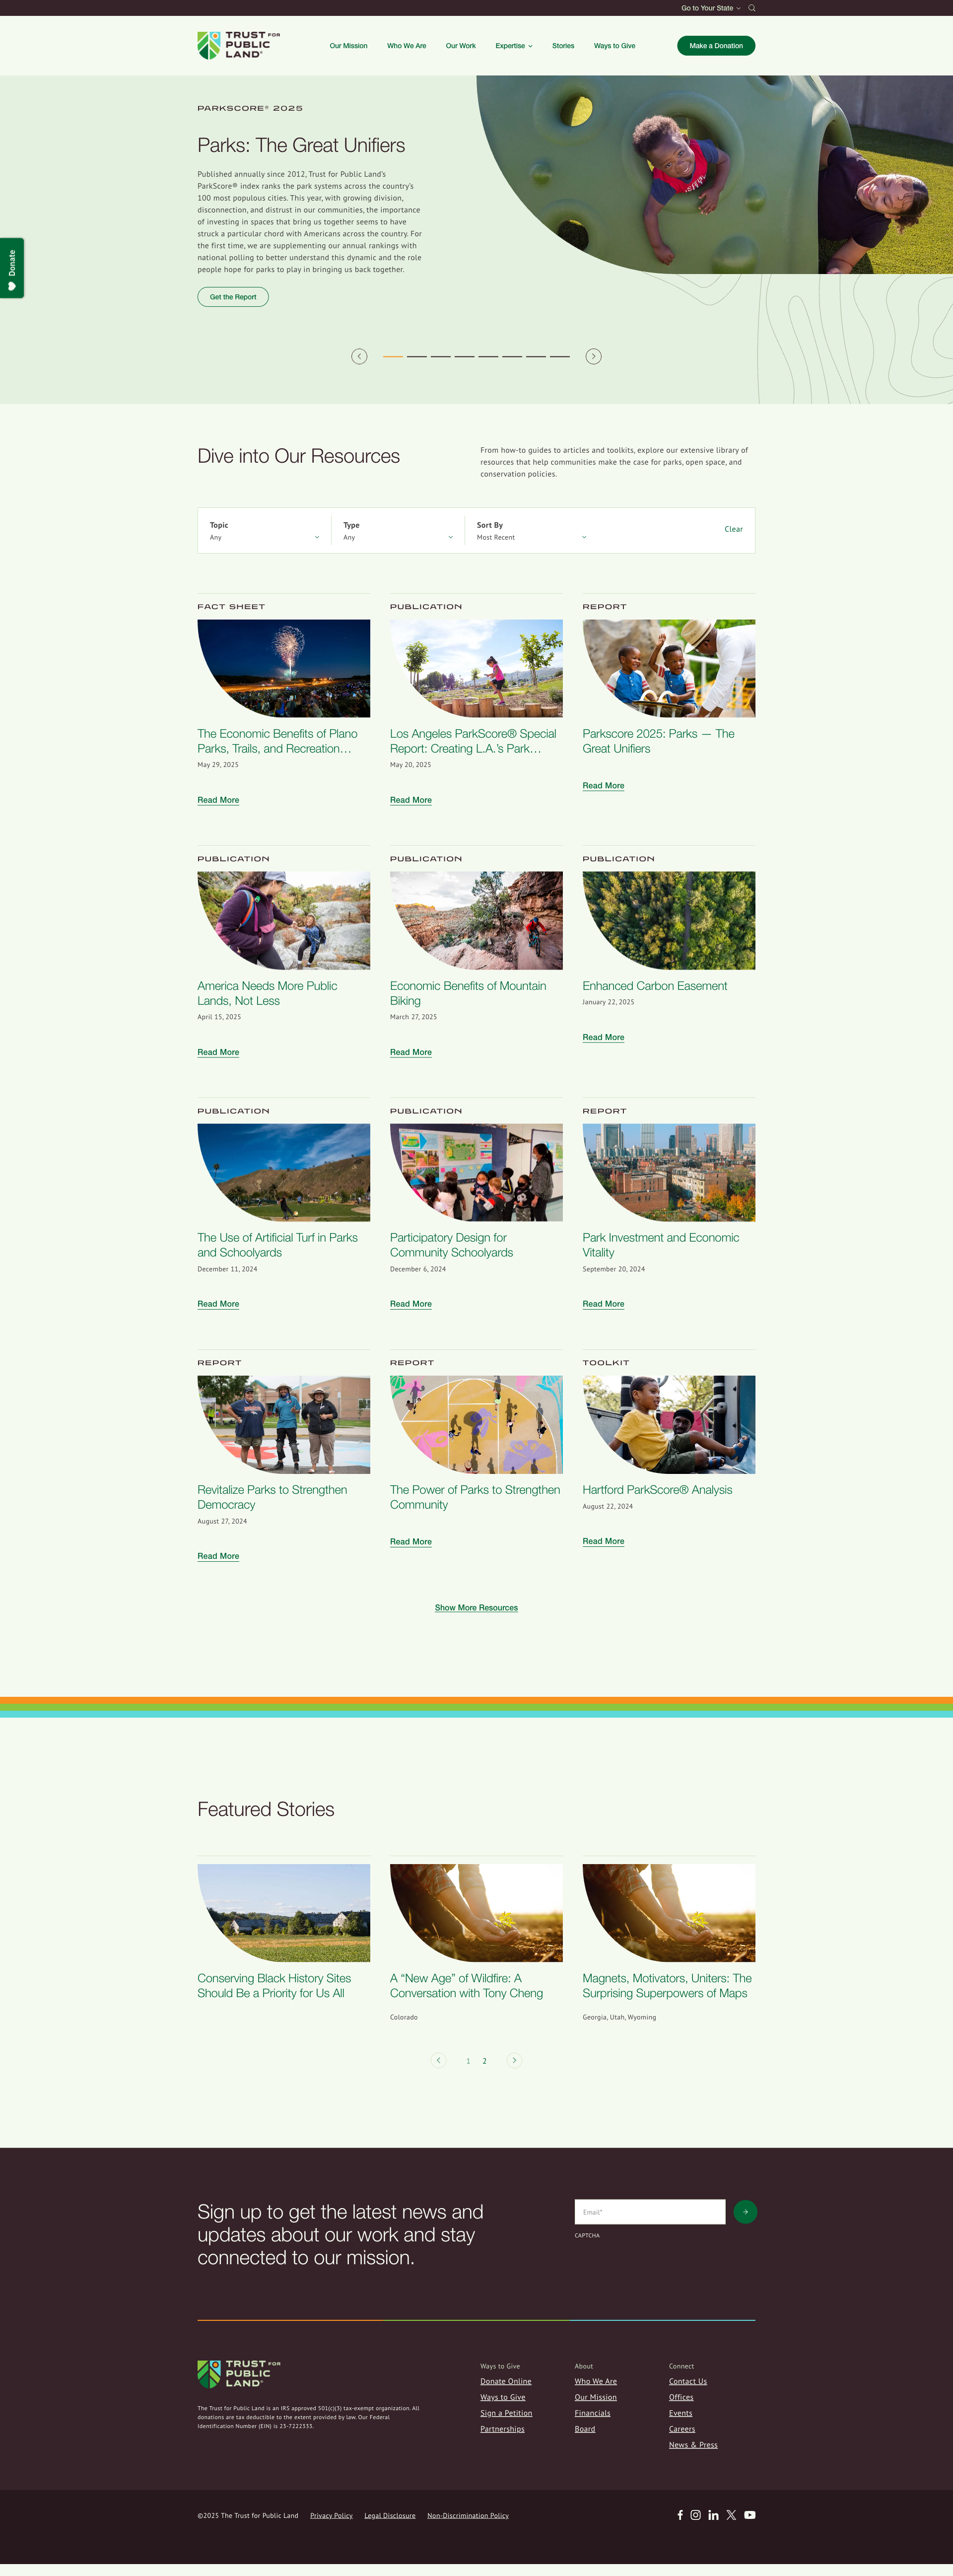 Go to Your State
TRUST FOR
PUBLIC
LAND®
Our Mission
Who We Are
Our Work
Expertise
Stories
Ways to Give
Make a Donation
Donate
PARKSCORE® 2025
Parks: The Great Unifiers
Published annually since 2012, Trust for Public Land's
ParkScore® index ranks the park systems across the country's
100 most populous cities. This year, with growing division,
disconnection, and distrust in our communities, the importance
of investing in spaces that bring us together seems to have
struck a particular chord with Americans across the country. For
the first time, we are supplementing our annual rankings with
national polling to better understand this dynamic and the role
people hope for parks to play in bringing us back together.
Get the Report
Dive into Our Resources
From how-to guides to articles and toolkits, explore our extensive library of
resources that help communities make the case for parks, open space, and
conservation policies.
Topic
Any
Type
Any
Sort By
Most Recent
Clear
FACT SHEET
The Economic Benefits of Plano
Parks, Trails, and Recreation…
May 29, 2025
Read More
PUBLICATION
Los Angeles ParkScore® Special
Report: Creating L.A.'s Park…
May 20, 2025
Read More
REPORT
Parkscore 2025: Parks — The
Great Unifiers
Read More
PUBLICATION
America Needs More Public
Lands, Not Less
April 15, 2025
Read More
PUBLICATION
Economic Benefits of Mountain
Biking
March 27, 2025
Read More
PUBLICATION
Enhanced Carbon Easement
January 22, 2025
Read More
PUBLICATION
The Use of Artificial Turf in Parks
and Schoolyards
December 11, 2024
Read More
PUBLICATION
Participatory Design for
Community Schoolyards
December 6, 2024
Read More
REPORT
Park Investment and Economic
Vitality
September 20, 2024
Read More
REPORT
Revitalize Parks to Strengthen
Democracy
August 27, 2024
Read More
REPORT
The Power of Parks to Strengthen
Community
Read More
TOOLKIT
Hartford ParkScore® Analysis
August 22, 2024
Read More
Show More Resources
Featured Stories
Conserving Black History Sites
Should Be a Priority for Us All
A “New Age” of Wildfire: A
Conversation with Tony Cheng
Colorado
Magnets, Motivators, Uniters: The
Surprising Superpowers of Maps
Georgia, Utah, Wyoming
1
2
Sign up to get the latest news and
updates about our work and stay
connected to our mission.
Email*
CAPTCHA
TRUST FOR
PUBLIC
LAND®
The Trust for Public Land is an IRS approved 501(c)(3) tax-exempt organization. All
donations are tax deductible to the extent provided by law. Our Federal
Identification Number (EIN) is 23-7222333.
Ways to Give
Donate Online
Ways to Give
Sign a Petition
Partnerships
About
Who We Are
Our Mission
Financials
Board
Connect
Contact Us
Offices
Events
Careers
News & Press
©2025 The Trust for Public Land
Privacy Policy
Legal Disclosure
Non-Discrimination Policy